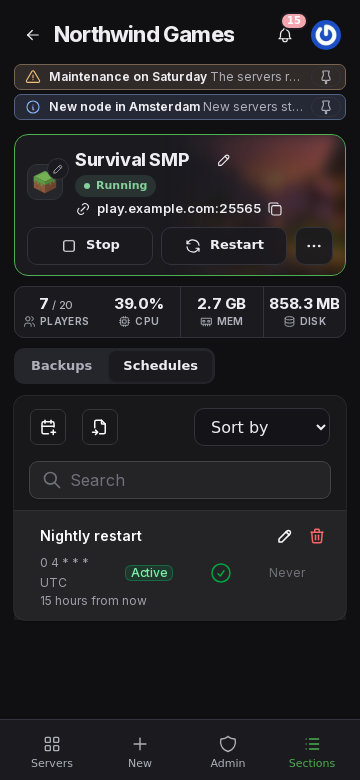 Northwind Games
15
Maintenance on Saturday The servers r...
New node in Amsterdam New servers st...
Survival SMP
Running
play.example.com:25565
Stop
Restart
7 / 20
PLAYERS
39.0%
CPU
2.7 GB
MEM
858.3 MB
DISK
Backups
Schedules
Sort by
Search
Nightly restart
0 4 * * *
UTC
15 hours from now
Active
Never
Servers
New
Admin
Sections